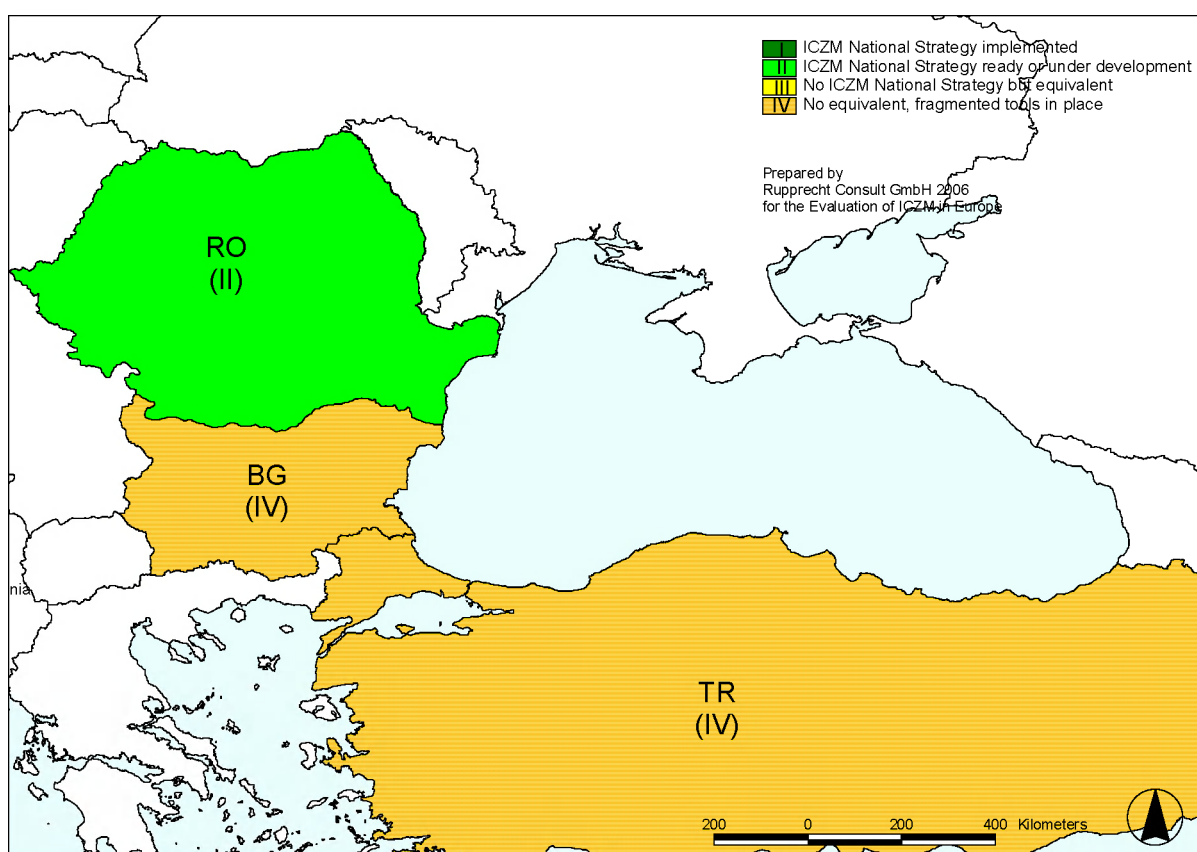 I ICZM National Strategy implemented
II ICZM National Strategy ready or under development
III No ICZM National Strategy but equivalent
IV No equivalent, fragmented tools in place
Prepared by
Rupprecht Consult GmbH 2006
for the Evaluation of ICZM in Europe
RO
(II)
BG
(IV)
nia
TR
(IV)
200 0 200 400 Kilometers